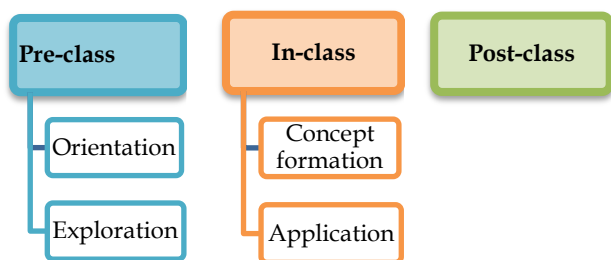 Pre-class
Orientation
Exploration
In-class
Concept
formation
Application
Post-class